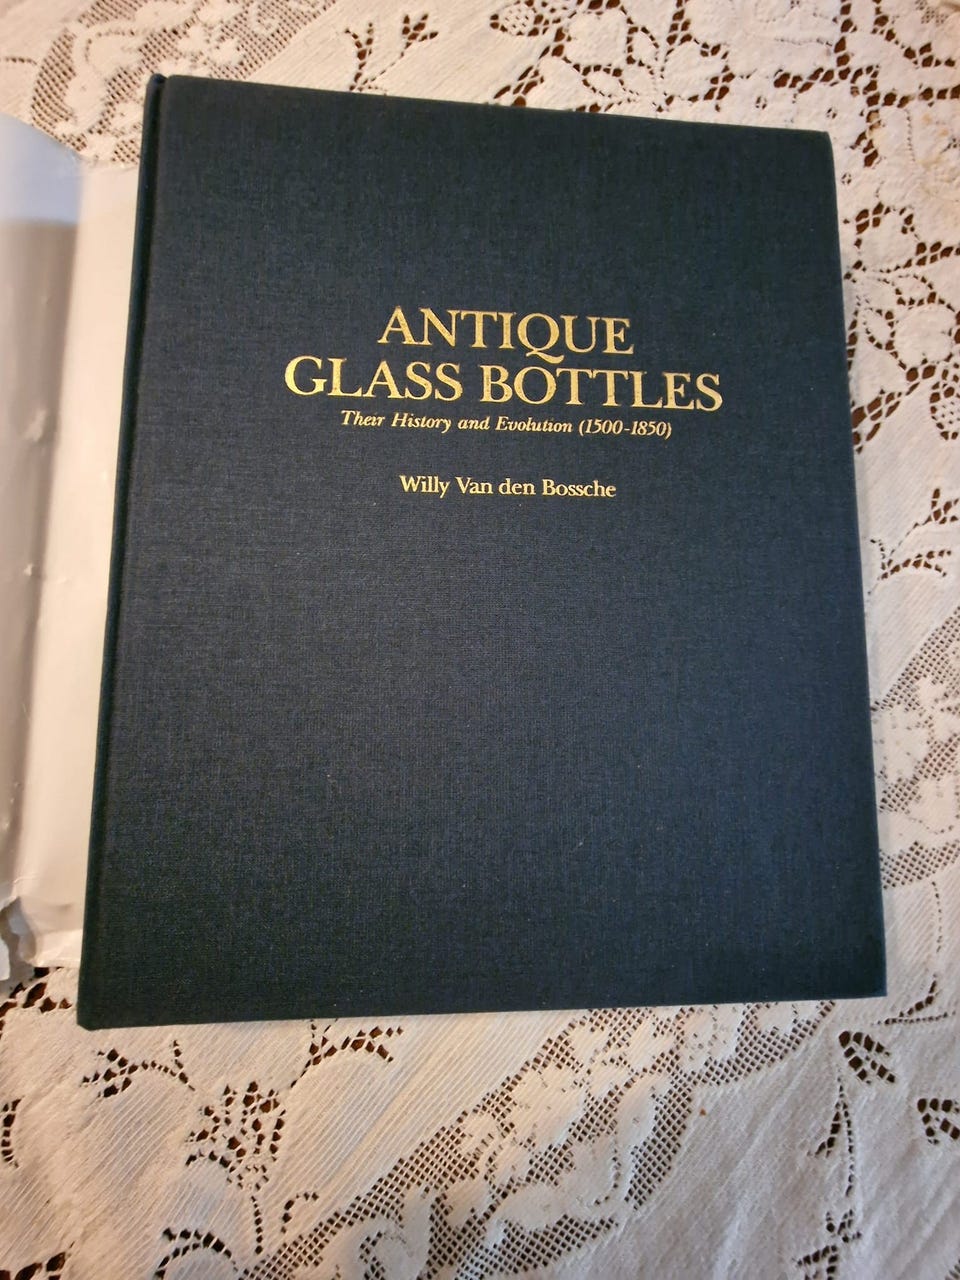 ANTIQUE
GLASS BOTTLES
Their History and Evolution (1500-1850)
Willy Van den Bossche